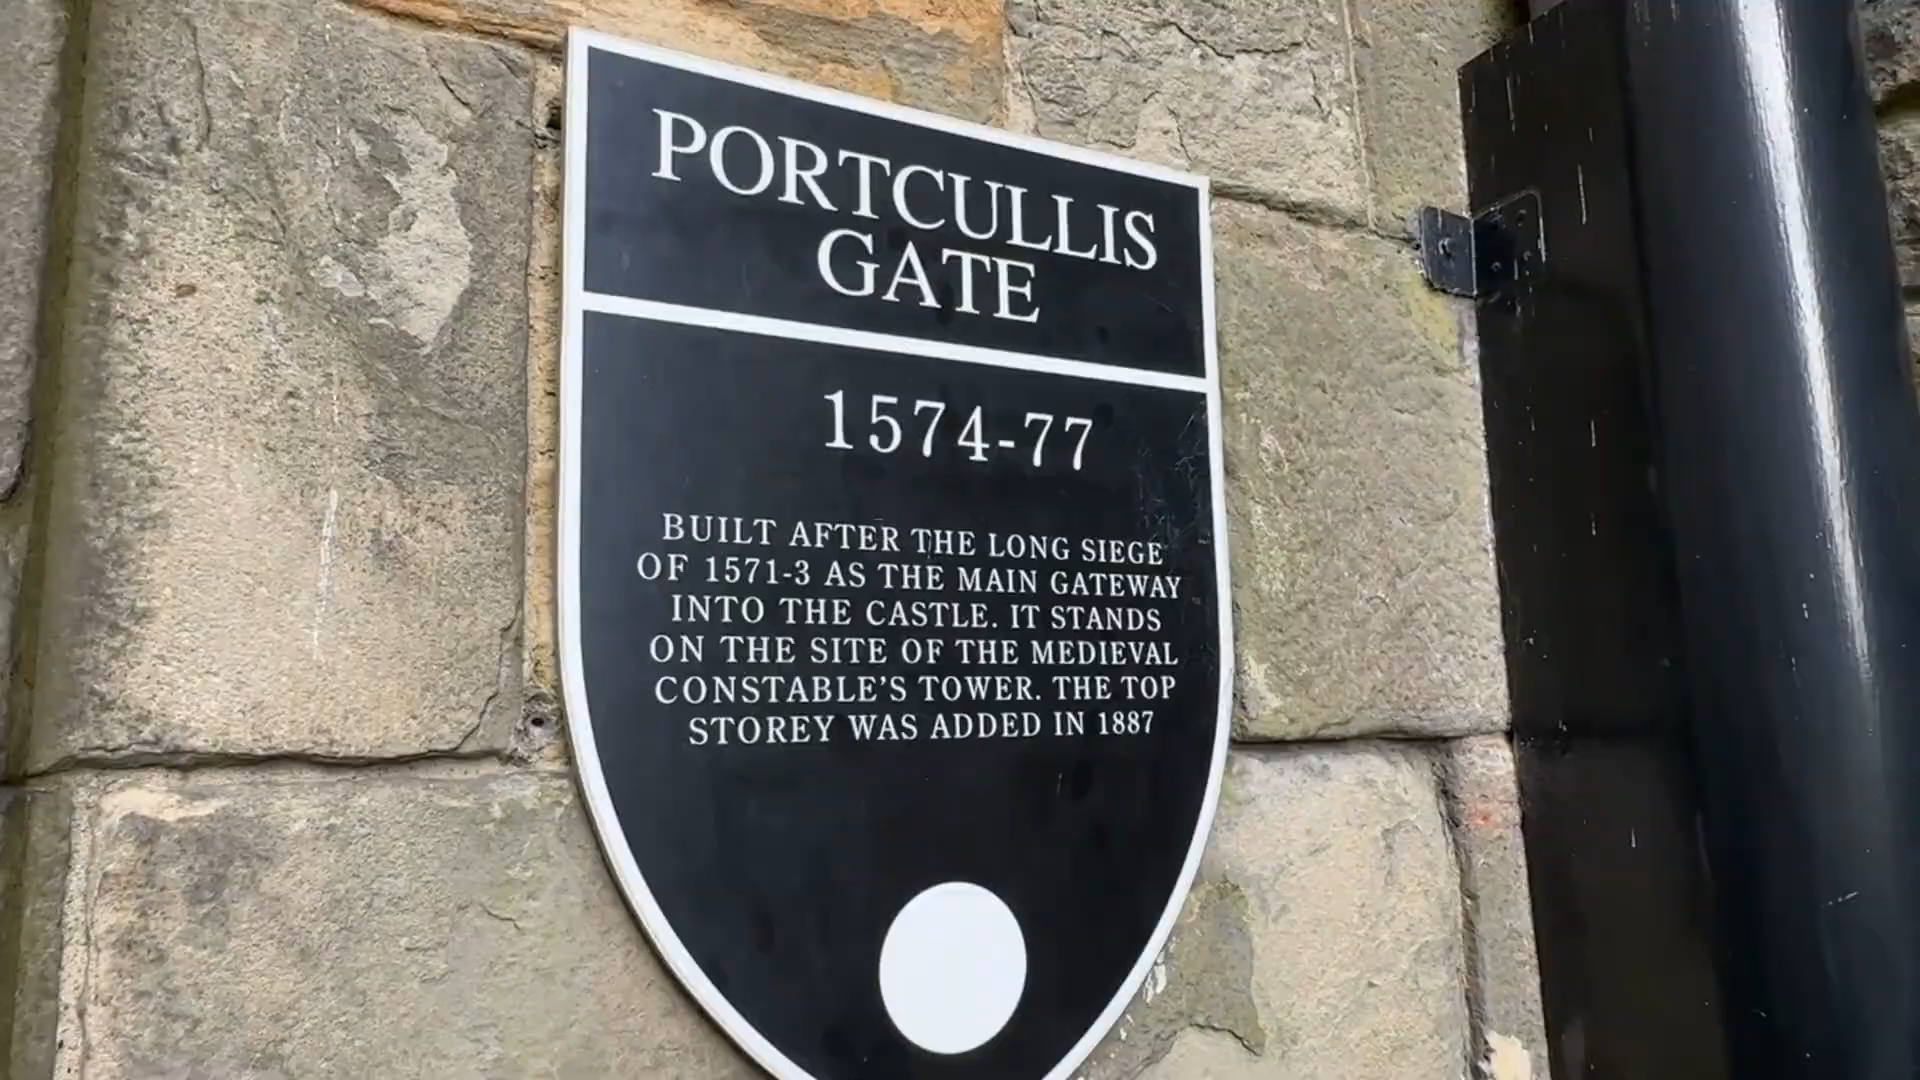 PORTCULLIS
GATE
1574-77
BUILT AFTER THE LONG SIEGE
OF 1571-3 AS THE MAIN GATEWAY
INTO THE CASTLE. IT STANDS
ON THE SITE OF THE MEDIEVAL
CONSTABLE'S TOWER. THE TOP
STOREY WAS ADDED IN 1887